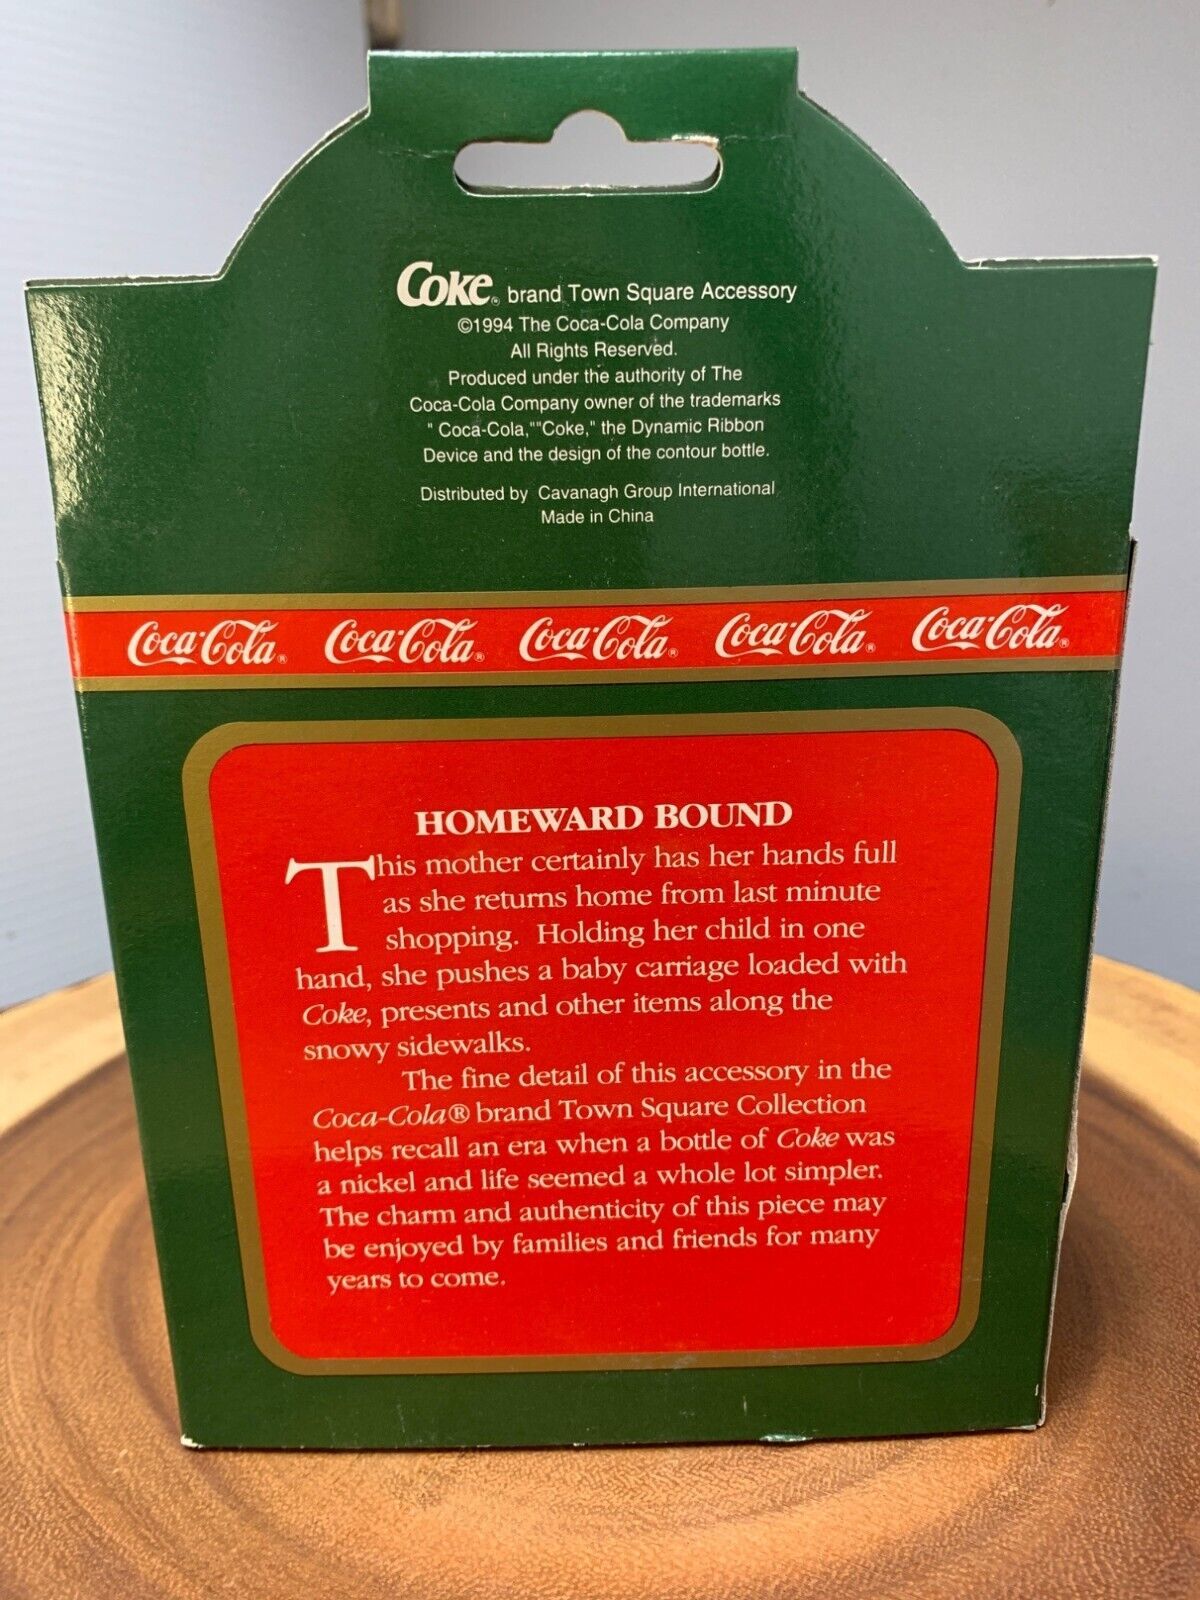 Coke® brand Town Square Accessory
©1994 The Coca-Cola Company
All Rights Reserved.
Produced under the authority of The
Coca-Cola Company owner of the trademarks
" Coca-Cola,""Coke," the Dynamic Ribbon
Device and the design of the contour bottle.
Distributed by Cavanagh Group International
Made in China
Coca-Cola® Coca-Cola® Coca-Cola® Coca-Cola® Coca-Cola®
HOMEWARD BOUND
This mother certainly has her hands full
as she returns home from last minute
shopping. Holding her child in one
hand, she pushes a baby carriage loaded with
Coke, presents and other items along the
snowy sidewalks.
The fine detail of this accessory in the
Coca-Cola® brand Town Square Collection
helps recall an era when a bottle of Coke was
a nickel and life seemed a whole lot simpler.
The charm and authenticity of this piece may
be enjoyed by families and friends for many
years to come.